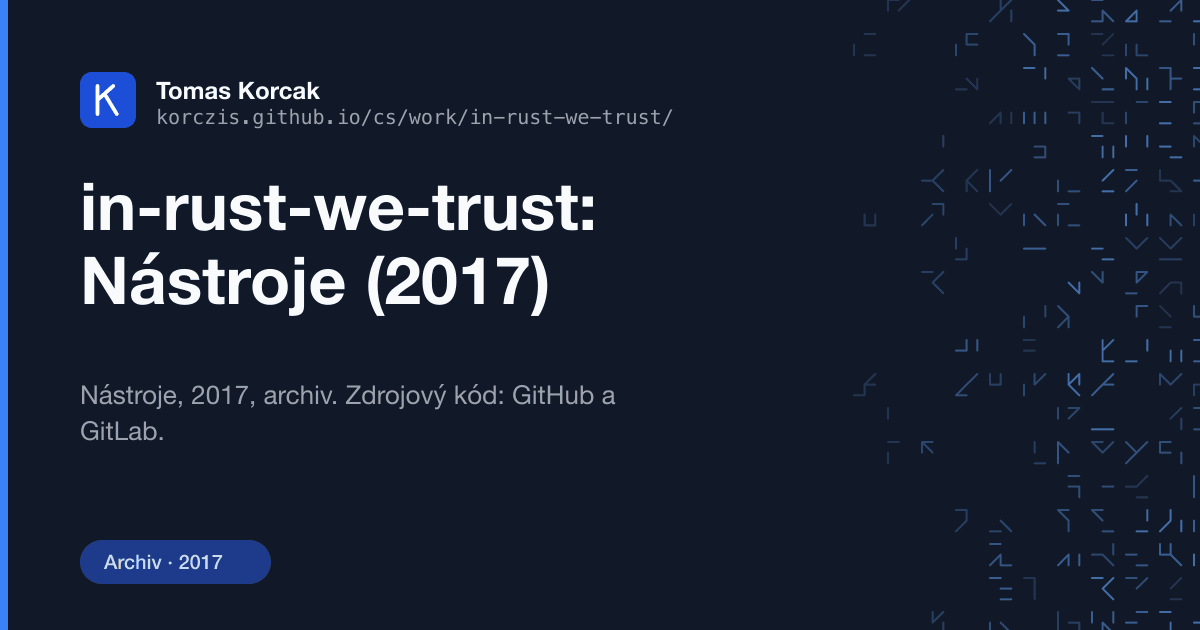 Tomas Korcak
korczis.github.io/cs/work/in-rust-we-trust/
in-rust-we-trust:
Nástroje (2017)
Nástroje, 2017, archiv. Zdrojový kód: GitHub a
GitLab.
Archiv · 2017